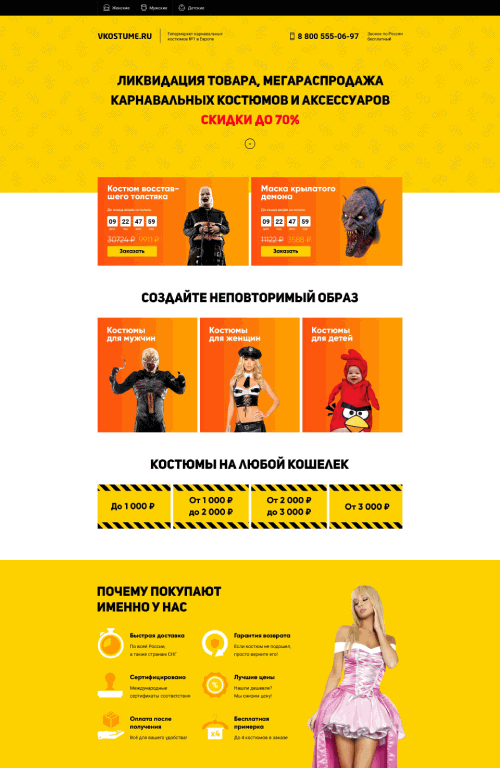 Женские Мужские Детские
VKOSTUME.RU
Гипермаркет карнавальных
костюмов №1 в Европе
8 800 555-06-97
Звонок по России
бесплатный
ЛИКВИДАЦИЯ ТОВАРА, МЕГАРАСПРОДАЖА
КАРНАВАЛЬНЫХ КОСТЮМОВ И АКСЕССУАРОВ
СКИДКИ ДО 70%
Костюм восстав-
шего толстяка
09 22 47 59
30724 ₽ 9913 ₽
Заказать
Маска крылатого
демона
09 22 47 59
11122 ₽ 3588 ₽
Заказать
СОЗДАЙТЕ НЕПОВТОРИМЫЙ ОБРАЗ
Костюмы
для мужчин
Костюмы
для женщин
Костюмы
для детей
КОСТЮМЫ НА ЛЮБОЙ КОШЕЛЕК
До 1 000 ₽
От 1 000 ₽
до 2 000 ₽
От 2 000 ₽
до 3 000 ₽
От 3 000 ₽
ПОЧЕМУ ПОКУПАЮТ
ИМЕННО У НАС
Быстрая доставка
По всей России,
а также странам СНГ
Гарантия возврата
Если костюм не подошел,
просто верните его!
Сертифицировано
Международные
сертификаты соответствия
Лучшие цены
Нашли дешевле?
Мы снизим цену!
Оплата после
получения
Всё для вашего удобства!
x4
Бесплатная
примерка
До 4 костюмов в заказе